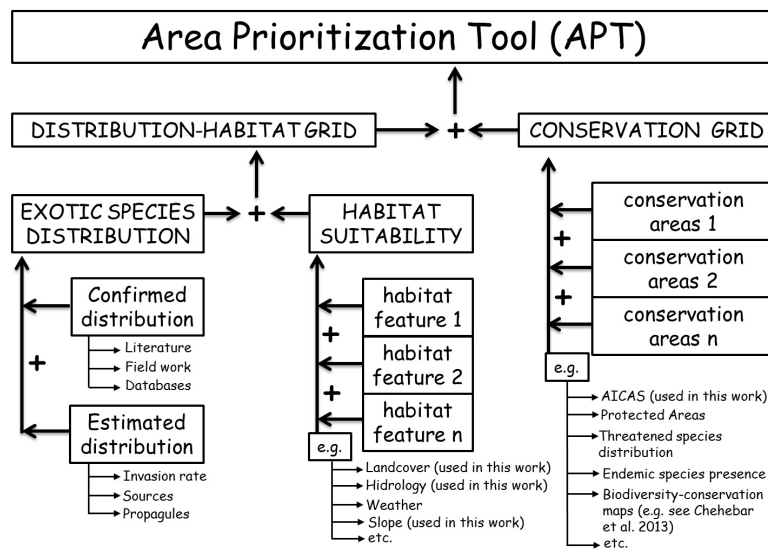 Area Prioritization Tool (APT)
DISTRIBUTION-HABITAT GRID
+
CONSERVATION GRID
EXOTIC SPECIES
DISTRIBUTION
+
HABITAT
SUITABILITY
Confirmed
distribution
Literature
Field work
Databases
+
Estimated
distribution
Invasion rate
Sources
Propagules
habitat
feature 1
+
habitat
feature 2
+
habitat
feature n
e.g.
Landcover (used in this work)
Hidrology (used in this work)
Weather
Slope (used in this work)
etc.
conservation
areas 1
+
conservation
areas 2
+
conservation
areas n
e.g.
AICAS (used in this work)
Protected Areas
Threatened species
distribution
Endemic species presence
Biodiversity-conservation
maps (e.g. see Chehebar
et al. 2013)
etc.